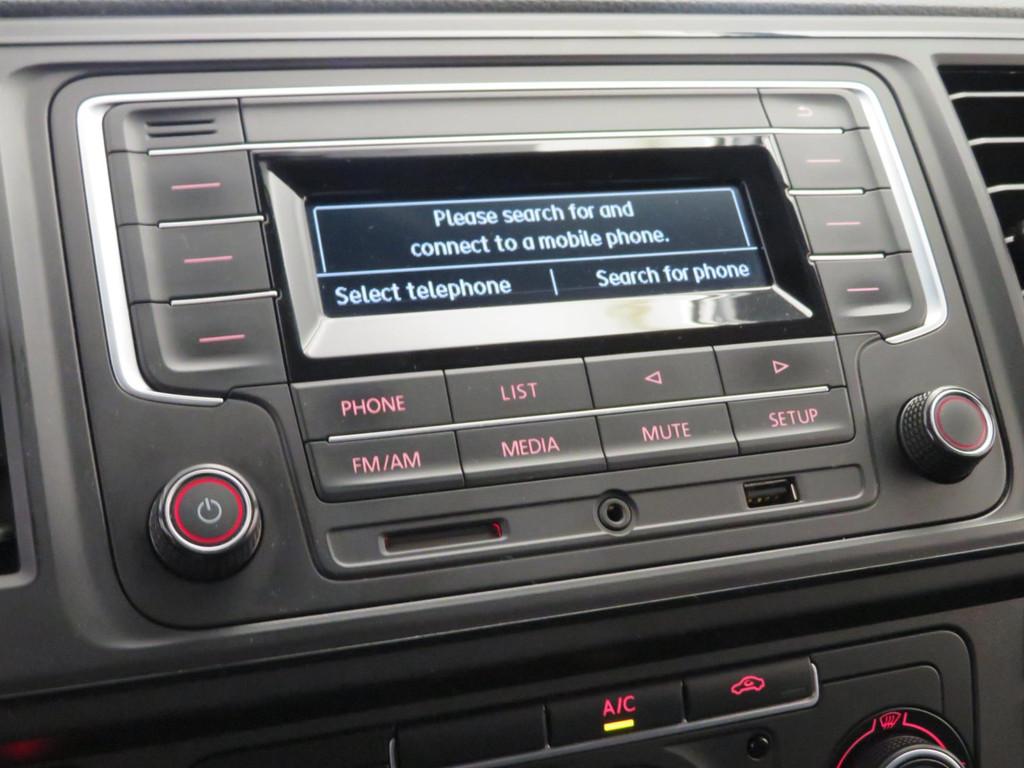 Please search for and
connect to a mobile phone.
Select telephone | Search for phone
PHONE LIST
FM/AM MEDIA MUTE SETUP
A/C